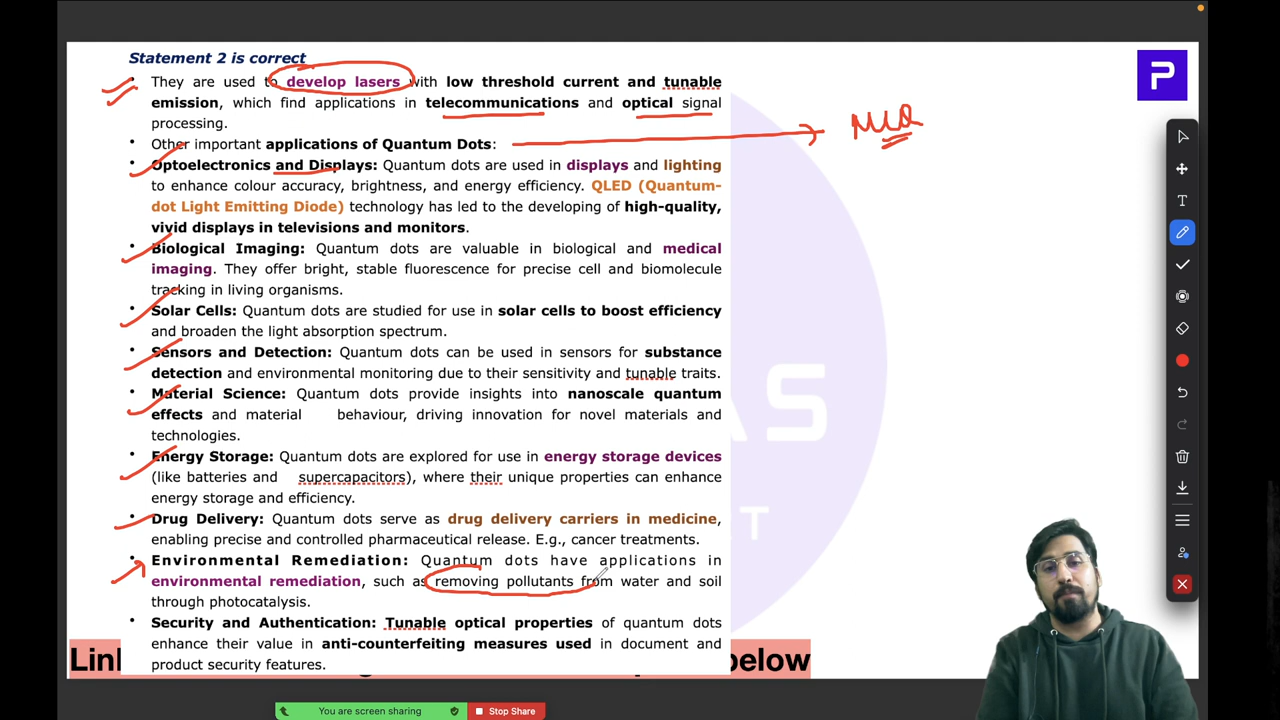 Statement 2 is correct
• They are used to develop lasers with low threshold current and tunable
emission, which find applications in telecommunications and optical signal
processing.
• Other important applications of Quantum Dots:
• Optoelectronics and Displays: Quantum dots are used in displays and lighting
to enhance colour accuracy, brightness, and energy efficiency. QLED (Quantum-
dot Light Emitting Diode) technology has led to the developing of high-quality,
vivid displays in televisions and monitors.
• Biological Imaging: Quantum dots are valuable in biological and medical
imaging. They offer bright, stable fluorescence for precise cell and biomolecule
tracking in living organisms.
• Solar Cells: Quantum dots are studied for use in solar cells to boost efficiency
and broaden the light absorption spectrum.
• Sensors and Detection: Quantum dots can be used in sensors for substance
detection and environmental monitoring due to their sensitivity and tunable traits.
• Material Science: Quantum dots provide insights into nanoscale quantum
effects and material behaviour, driving innovation for novel materials and
technologies.
• Energy Storage: Quantum dots are explored for use in energy storage devices
(like batteries and supercapacitors), where their unique properties can enhance
energy storage and efficiency.
• Drug Delivery: Quantum dots serve as drug delivery carriers in medicine,
enabling precise and controlled pharmaceutical release. E.g., cancer treatments.
• Environmental Remediation: Quantum dots have applications in
environmental remediation, such as removing pollutants from water and soil
through photocatalysis.
• Security and Authentication: Tunable optical properties of quantum dots
enhance their value in anti-counterfeiting measures used in document and
product security features.
P
T
AS
T
below
You are screen sharing
Stop Share